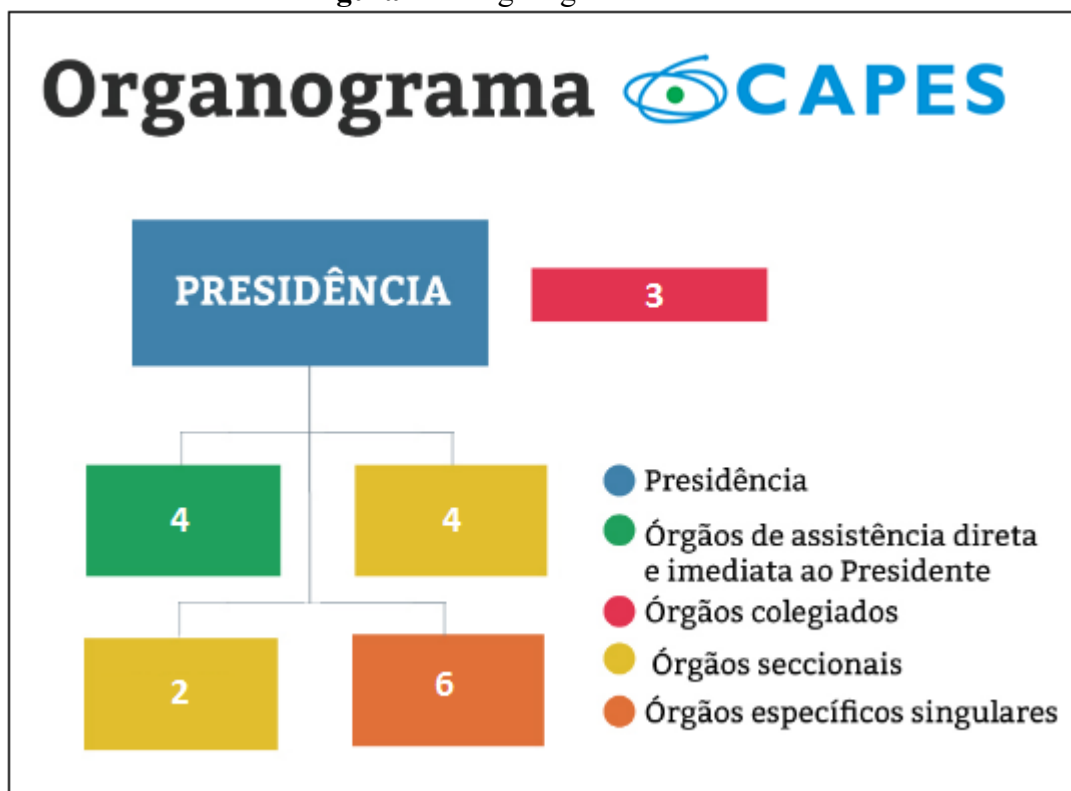 Organograma CAPES
PRESIDÊNCIA
3
4
4
2
6
Presidência
Órgãos de assistência direta
e imediata ao Presidente
Órgãos colegiados
Órgãos seccionais
Órgãos específicos singulares